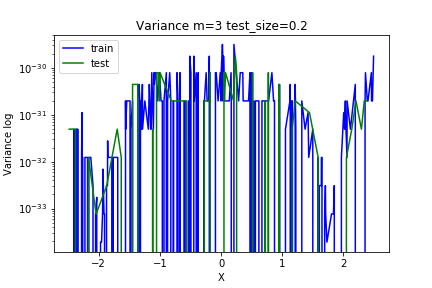 Variance m=3 test_size=0.2
train
test
Variance log
10^-30
10^-31
10^-32
10^-33
−2
−1
0
1
2
X